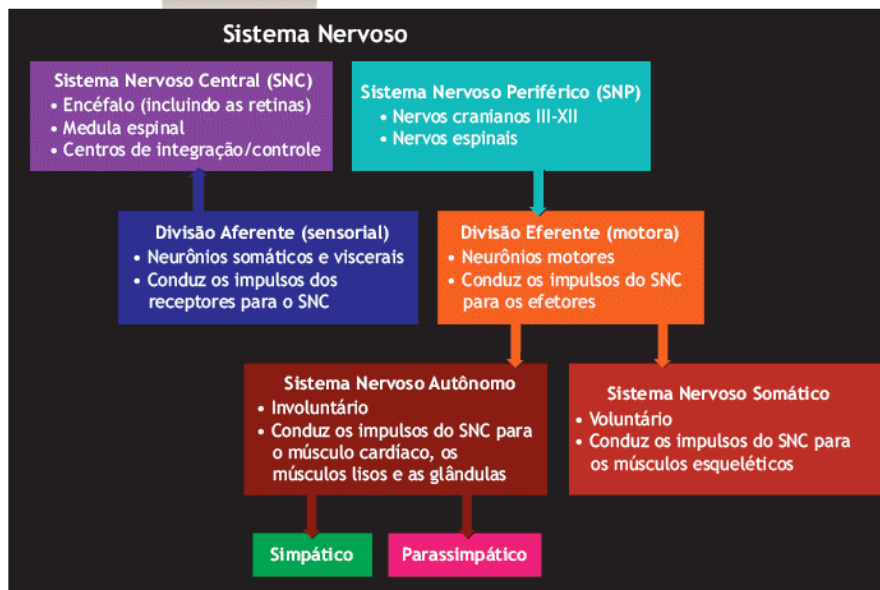 Sistema Nervoso
Sistema Nervoso Central (SNC)
• Encéfalo (incluindo as retinas)
• Medula espinal
• Centros de integração/controle
Sistema Nervoso Periférico (SNP)
• Nervos cranianos III-XII
• Nervos espinais
Divisão Aferente (sensorial)
• Neurônios somáticos e viscerais
• Conduz os impulsos dos
receptores para o SNC
Divisão Eferente (motora)
• Neurônios motores
• Conduz os impulsos do SNC
para os efetores
Sistema Nervoso Autônomo
• Involuntário
• Conduz os impulsos do SNC para
o músculo cardíaco, os
músculos lisos e as glândulas
Sistema Nervoso Somático
• Voluntário
• Conduz os impulsos do SNC para
os músculos esqueléticos
Simpático
Parassimpático